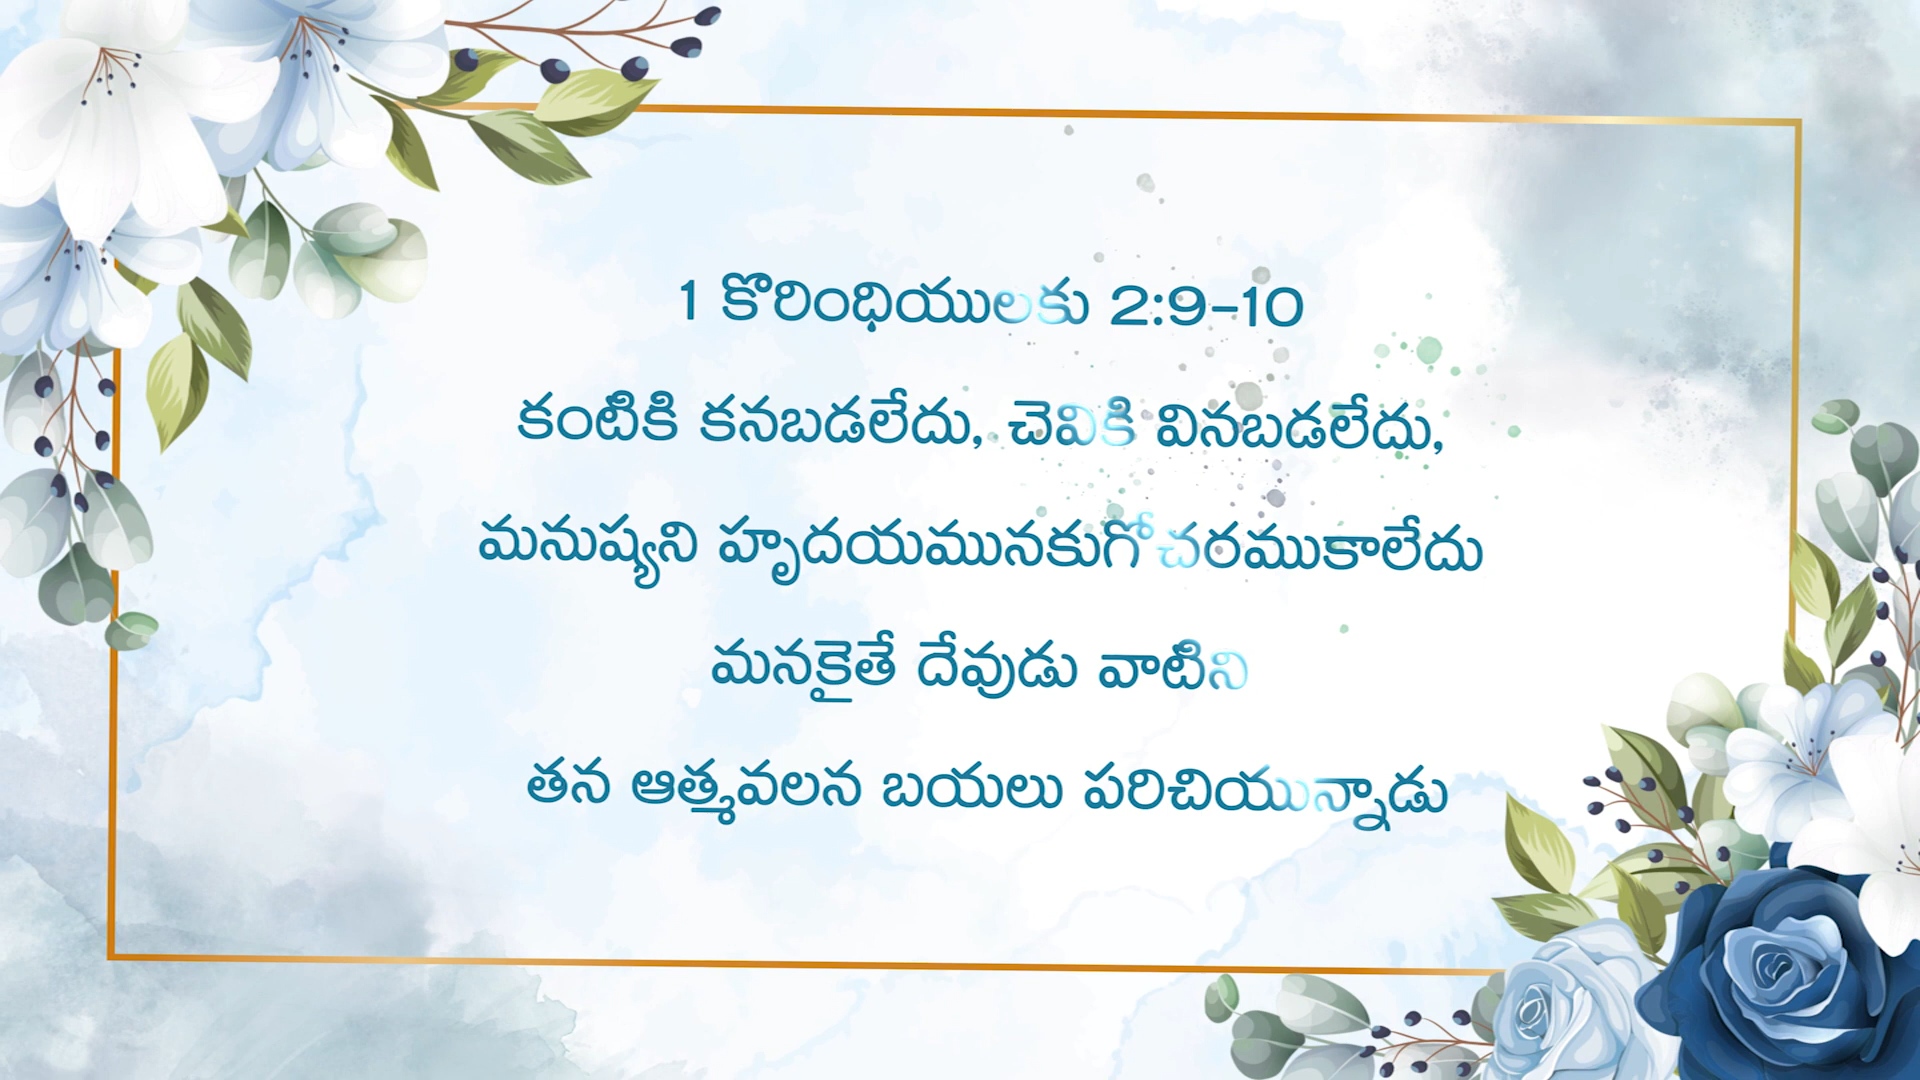 1 కొరింథియులకు 2:9-10
కంటికి కనబడలేదు, చెవికి వినబడలేదు,
మనుష్యని హృదయమునకుగోచరముకాలేదు
మనకైతే దేవుడు వాటిని
తన ఆత్మవలన బయలు పరిచియున్నాడు